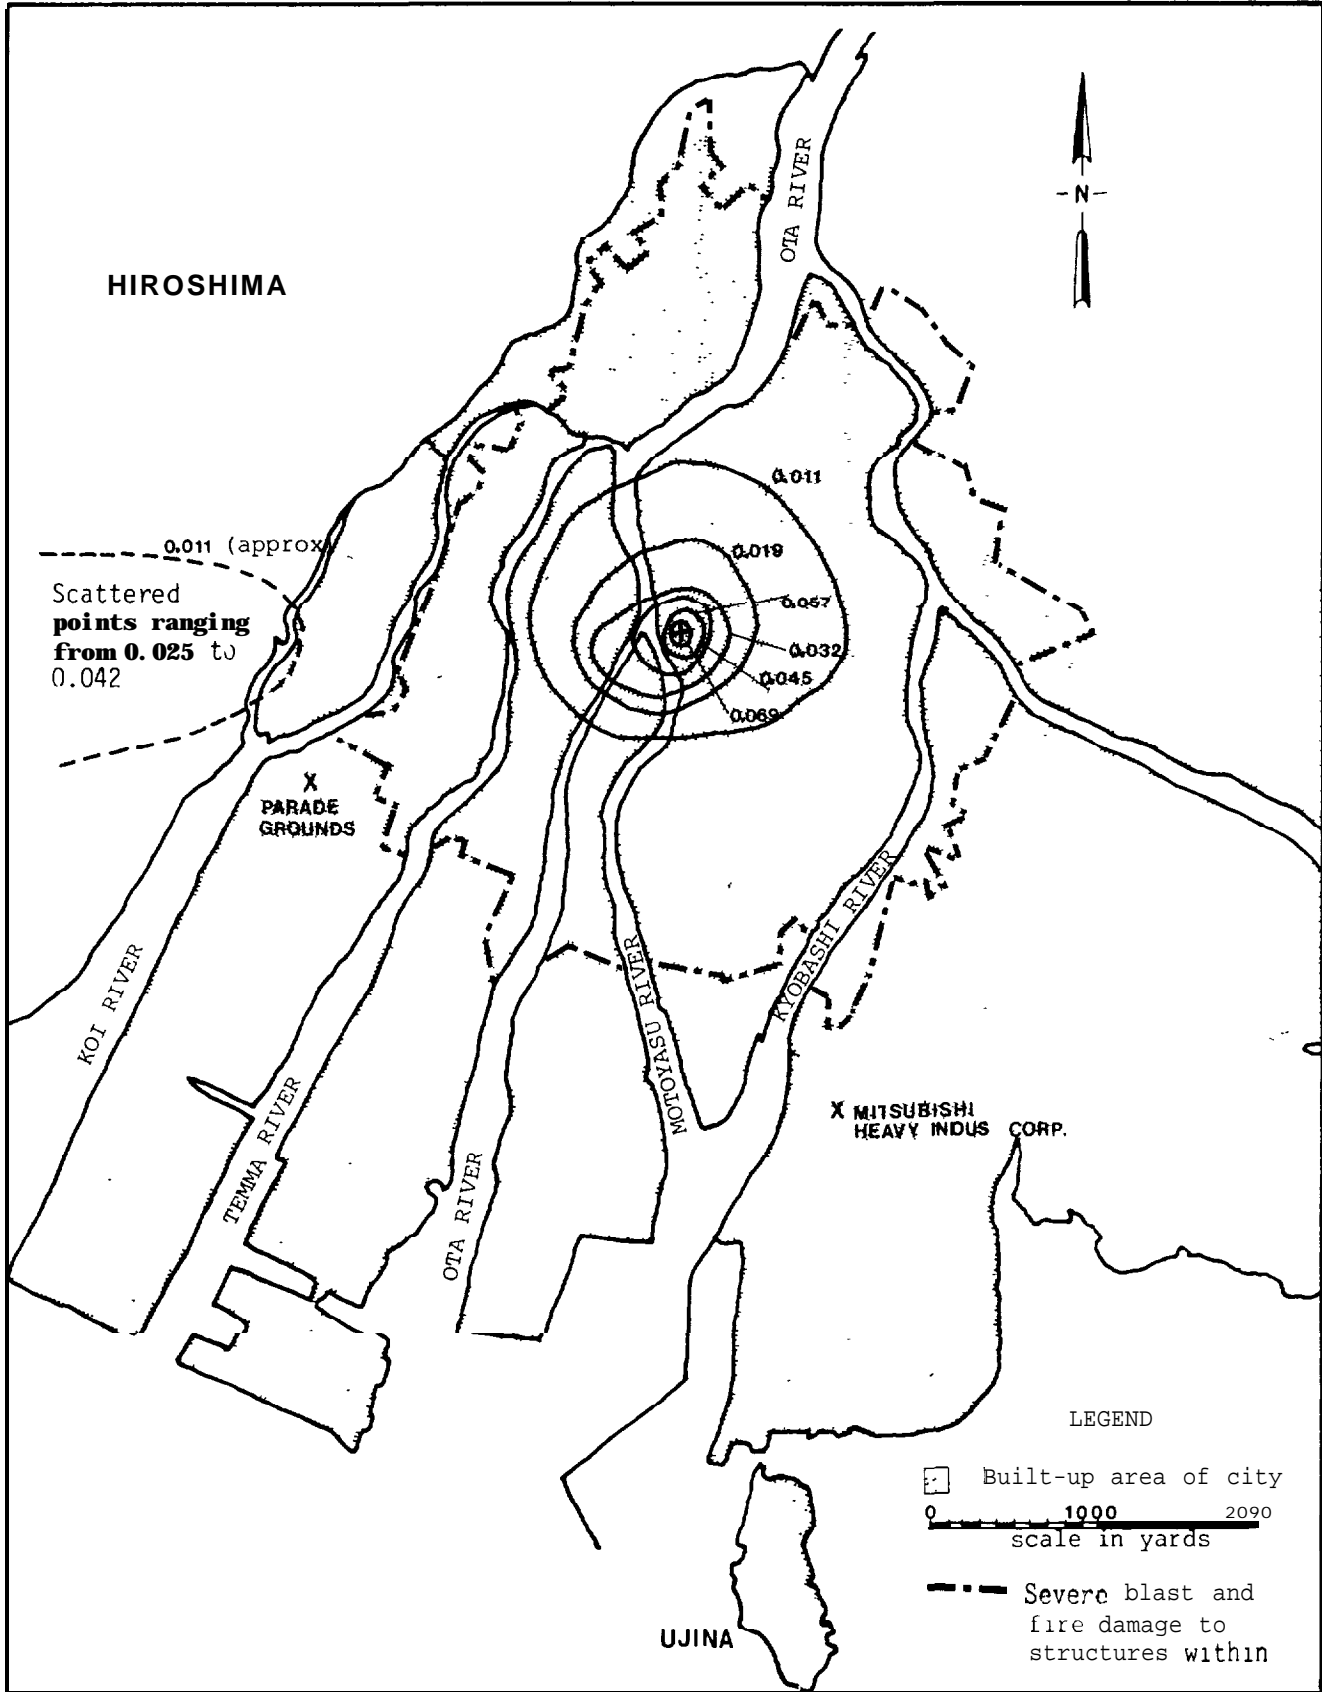 OTA RIVER
-N-
HIROSHIMA
0.011
0.011 (approx)
0.019
Scattered
points ranging
from 0.025 to
0.042
0.057
0.032
0.045
0.069
X
PARADE
GROUNDS
KYOBASHI RIVER
MOTOYASU RIVER
KOI RIVER
TEMMA RIVER
OTA RIVER
X MITSUBISHI
HEAVY INDUS CORP.
LEGEND
Built-up area of city
0 1000 2090
scale in yards
Severe blast and
fire damage to
structures within
UJINA